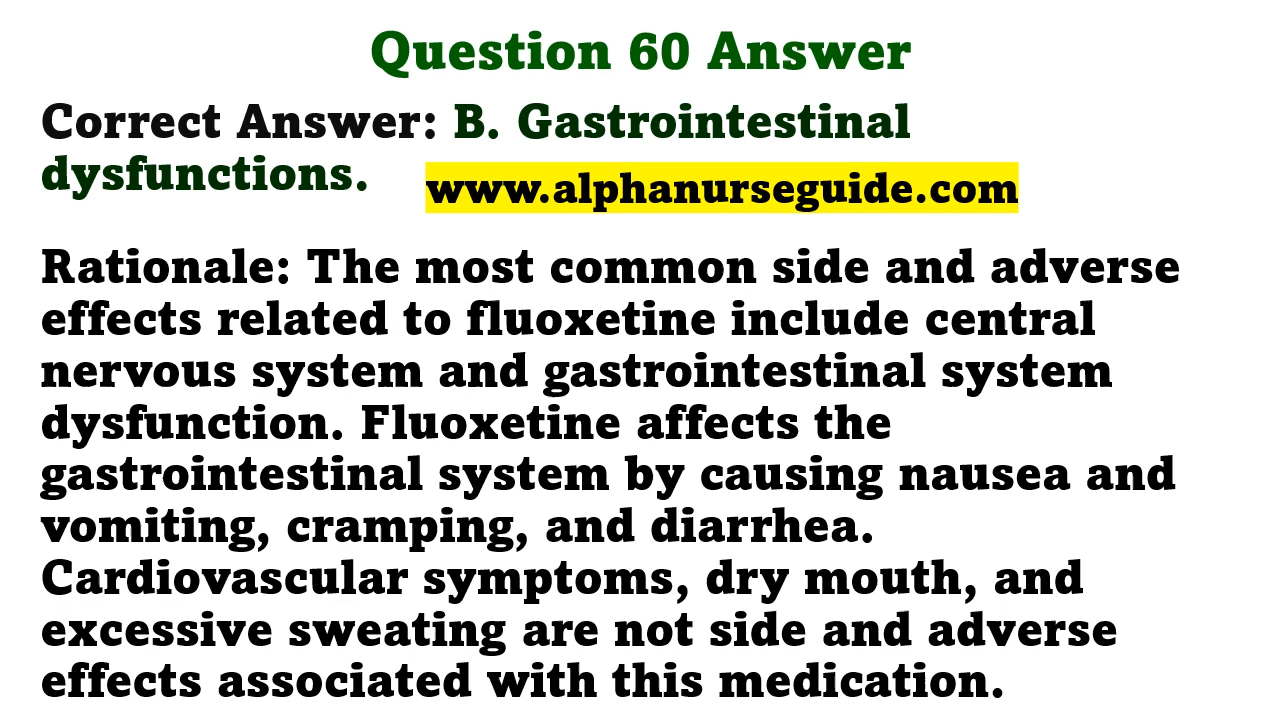 Question 60 Answer
Correct Answer: B. Gastrointestinal
dysfunctions.
www.alphanurseguide.com
Rationale: The most common side and adverse
effects related to fluoxetine include central
nervous system and gastrointestinal system
dysfunction. Fluoxetine affects the
gastrointestinal system by causing nausea and
vomiting, cramping, and diarrhea.
Cardiovascular symptoms, dry mouth, and
excessive sweating are not side and adverse
effects associated with this medication.